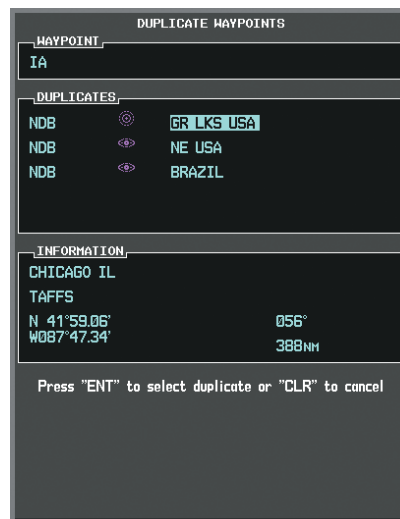 DUPLICATE WAYPOINTS
WAYPOINT
IA
DUPLICATES
NDB GR LKS USA
NDB NE USA
NDB BRAZIL
INFORMATION
CHICAGO IL
TAFFS
N 41°59.06' 056°
W087°47.34'
388NM
Press "ENT" to select duplicate or "CLR" to cancel